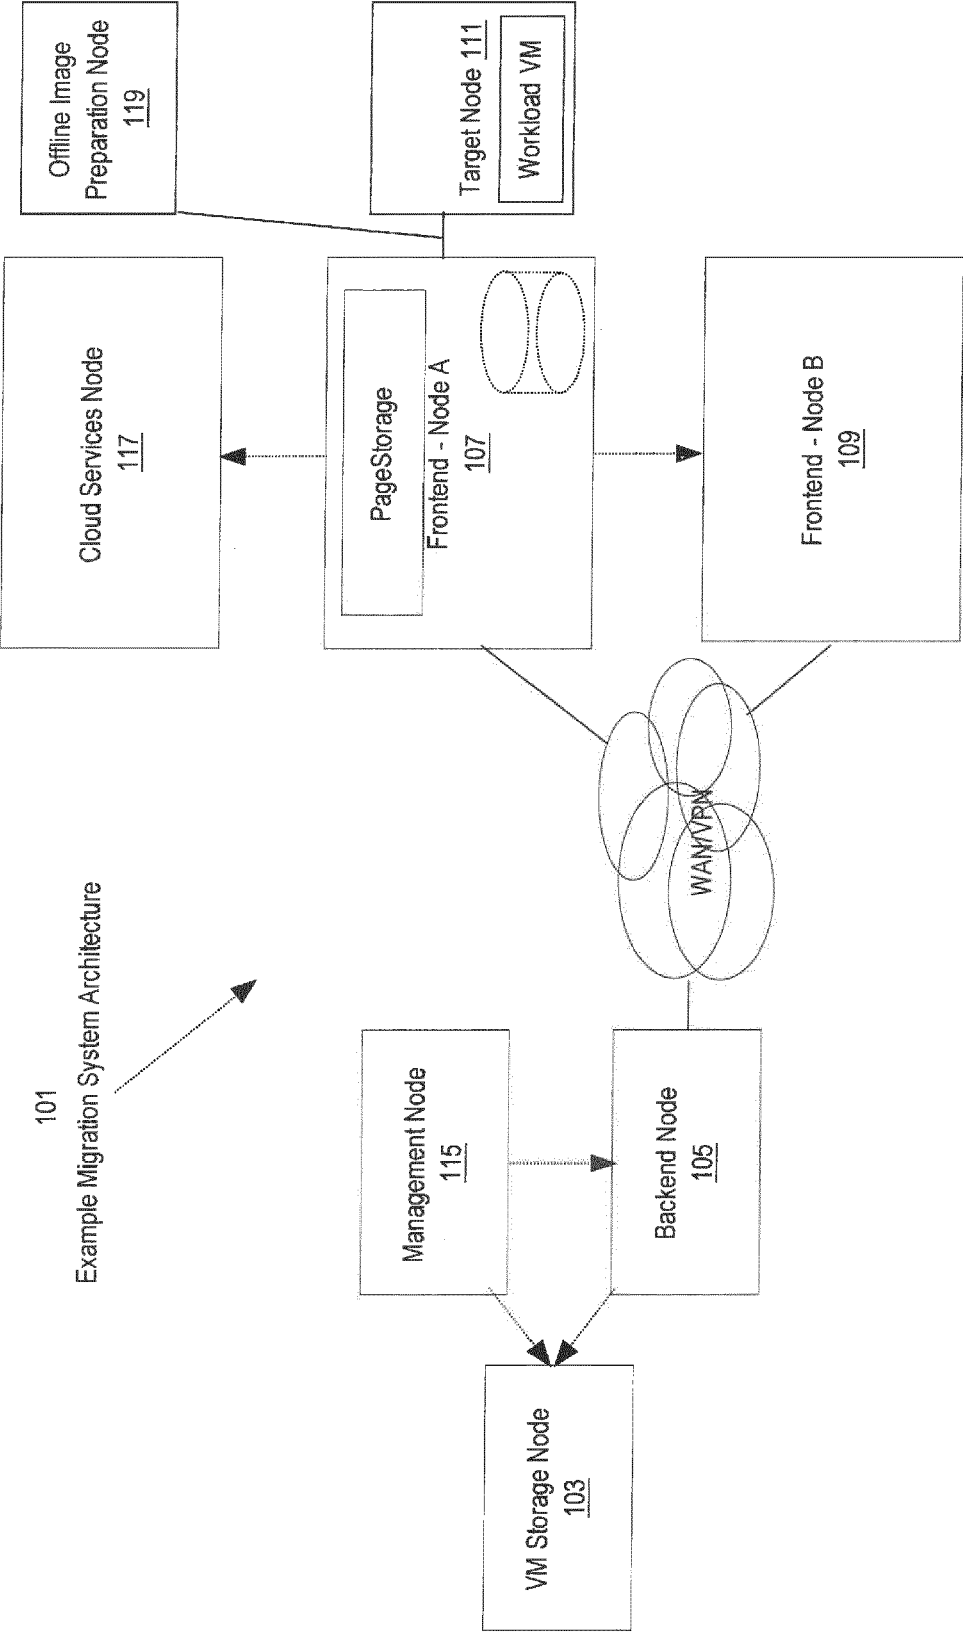 101
Example Migration System Architecture
VM Storage Node
103
Management Node
115
Backend Node
105
WAN/VPN
Cloud Services Node
117
PageStorage
Frontend - Node A
107
Frontend - Node B
109
Offline Image
Preparation Node
119
Target Node 111
Workload VM